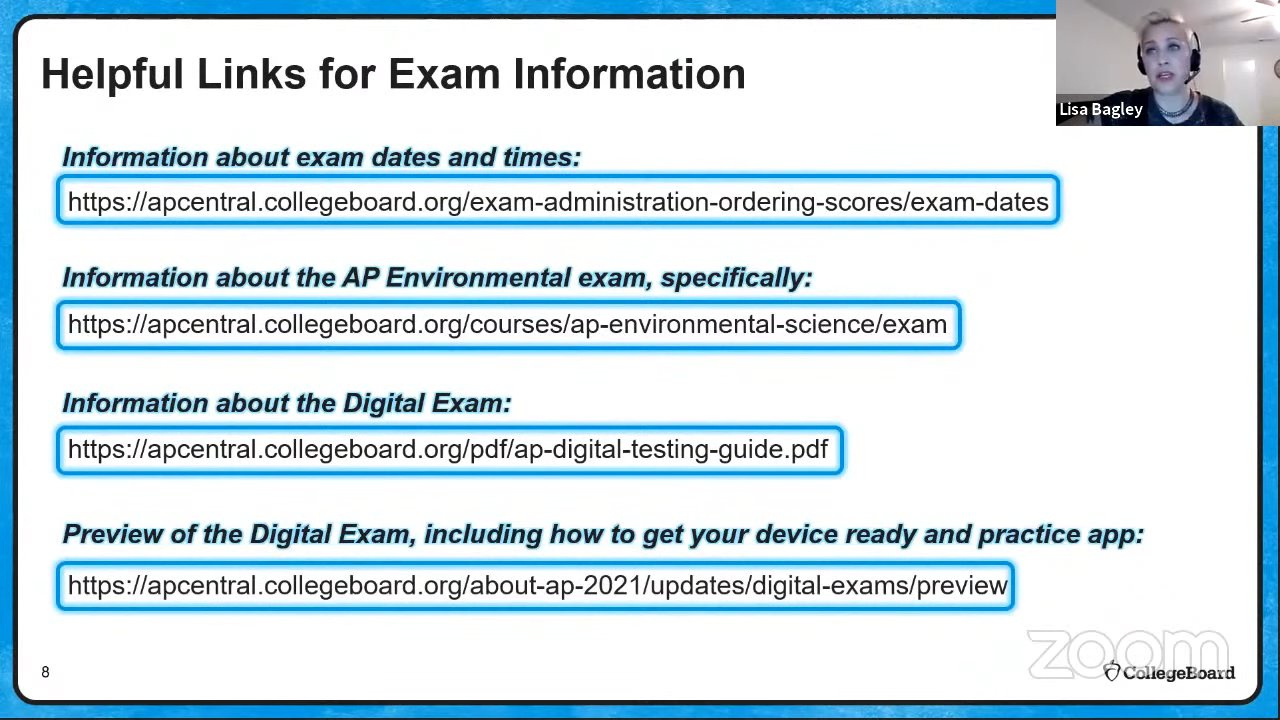 Helpful Links for Exam Information
Lisa Bagley
Information about exam dates and times:
https://apcentral.collegeboard.org/exam-administration-ordering-scores/exam-dates
Information about the AP Environmental exam, specifically:
https://apcentral.collegeboard.org/courses/ap-environmental-science/exam
Information about the Digital Exam:
https://apcentral.collegeboard.org/pdf/ap-digital-testing-guide.pdf
Preview of the Digital Exam, including how to get your device ready and practice app:
https://apcentral.collegeboard.org/about-ap-2021/updates/digital-exams/preview
zoom
8
CollegeBoard